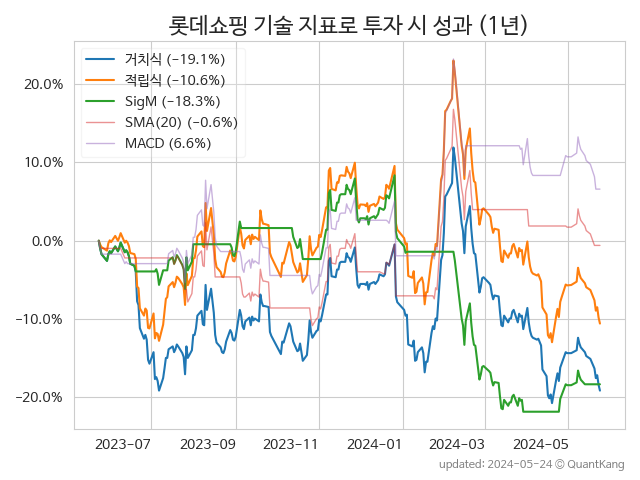 롯데쇼핑 기술 지표로 투자 시 성과 (1년)
거치식 (−19.1%)
적립식 (−10.6%)
SigM (−18.3%)
SMA(20) (−0.6%)
MACD (6.6%)
20.0%
10.0%
0.0%
−10.0%
−20.0%
2023-07 2023-09 2023-11 2024-01 2024-03 2024-05
updated: 2024-05-24 © QuantKang